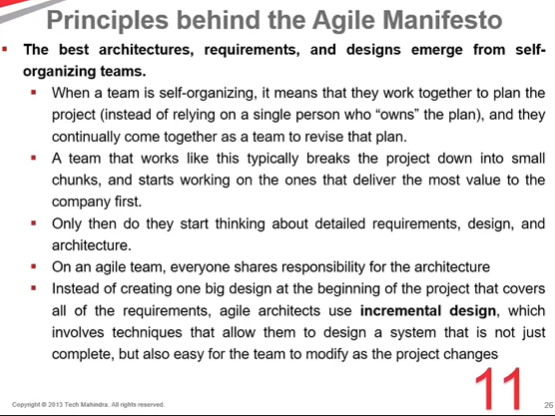 Principles behind the Agile Manifesto
▪ The best architectures, requirements, and designs emerge from self-
organizing teams.
▪ When a team is self-organizing, it means that they work together to plan the
project (instead of relying on a single person who “owns” the plan), and they
continually come together as a team to revise that plan.
▪ A team that works like this typically breaks the project down into small
chunks, and starts working on the ones that deliver the most value to the
company first.
▪ Only then do they start thinking about detailed requirements, design, and
architecture.
▪ On an agile team, everyone shares responsibility for the architecture
▪ Instead of creating one big design at the beginning of the project that covers
all of the requirements, agile architects use incremental design, which
involves techniques that allow them to design a system that is not just
complete, but also easy for the team to modify as the project changes
11
Copyright © 2013 Tech Mahindra. All rights reserved.
26